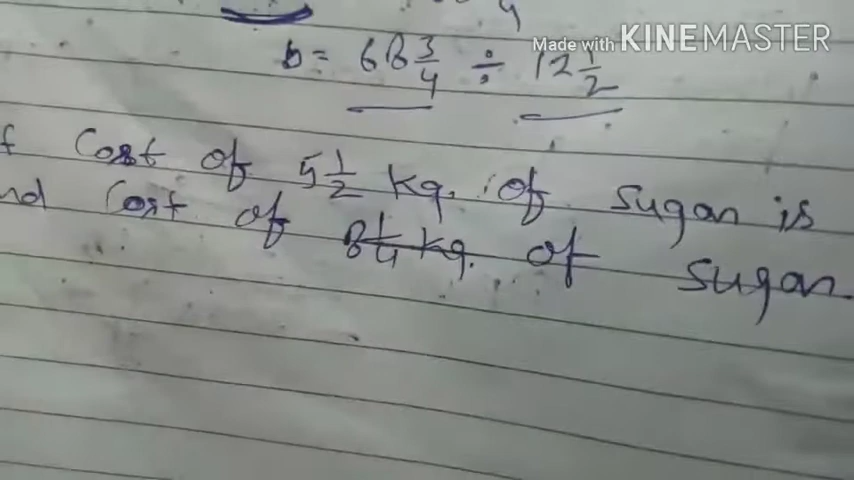 Made with KINEMASTER
b = 68 3/4 ÷ 12 1/2
f Cost of 5 1/2 kg. of sugar is
nd Cost of 8 1/4 kg. of sugar